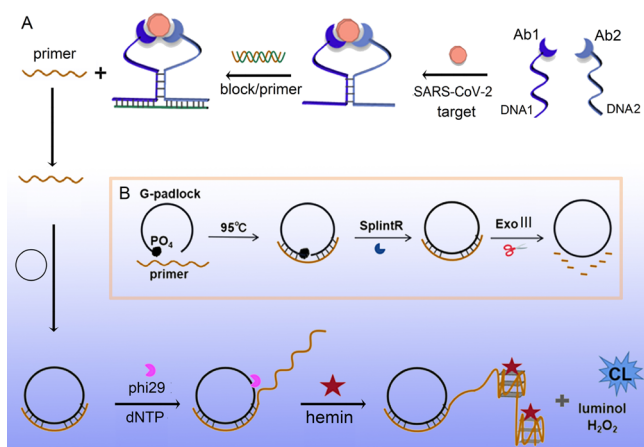 A
primer
+
block/primer
SARS-CoV-2
target
Ab1
Ab2
DNA1
DNA2
B
G-padlock
PO4
primer
95℃
SplintR
ExoIII
phi29
dNTP
hemin
+
CL
luminol
H2O2